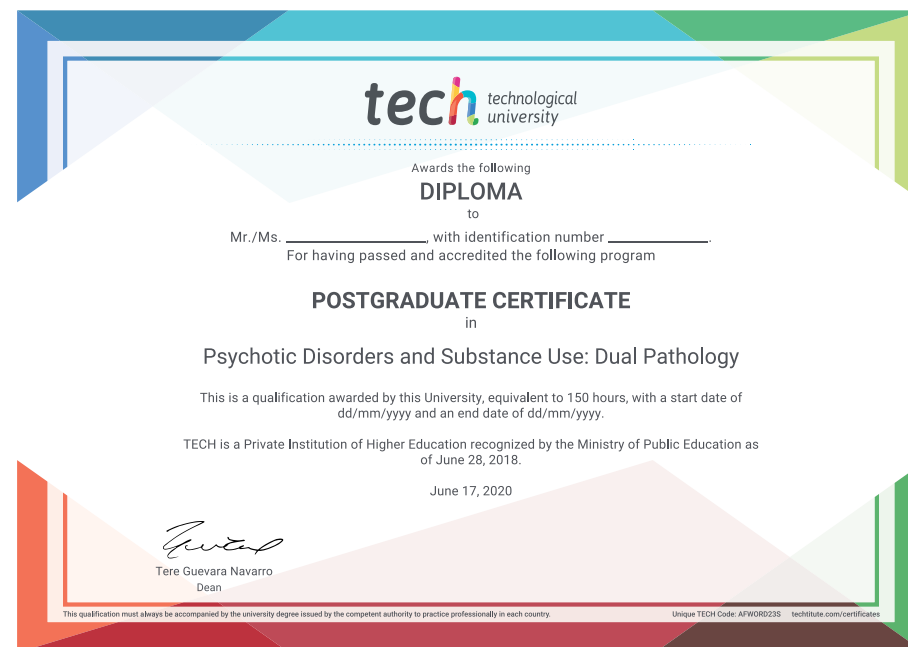 tech technological
university
Awards the following
DIPLOMA
to
Mr./Ms. ____________, with identification number ____________.
For having passed and accredited the following program
POSTGRADUATE CERTIFICATE
in
Psychotic Disorders and Substance Use: Dual Pathology
This is a qualification awarded by this University, equivalent to 150 hours, with a start date of
dd/mm/yyyy and an end date of dd/mm/yyyy.
TECH is a Private Institution of Higher Education recognized by the Ministry of Public Education as
of June 28, 2018.
June 17, 2020
Tere Guevara Navarro
Dean
This qualification must always be accompanied by the university degree issued by the competent authority to practice professionally in each country. Unique TECH Code: AFWORD23S techtitute.com/certificates